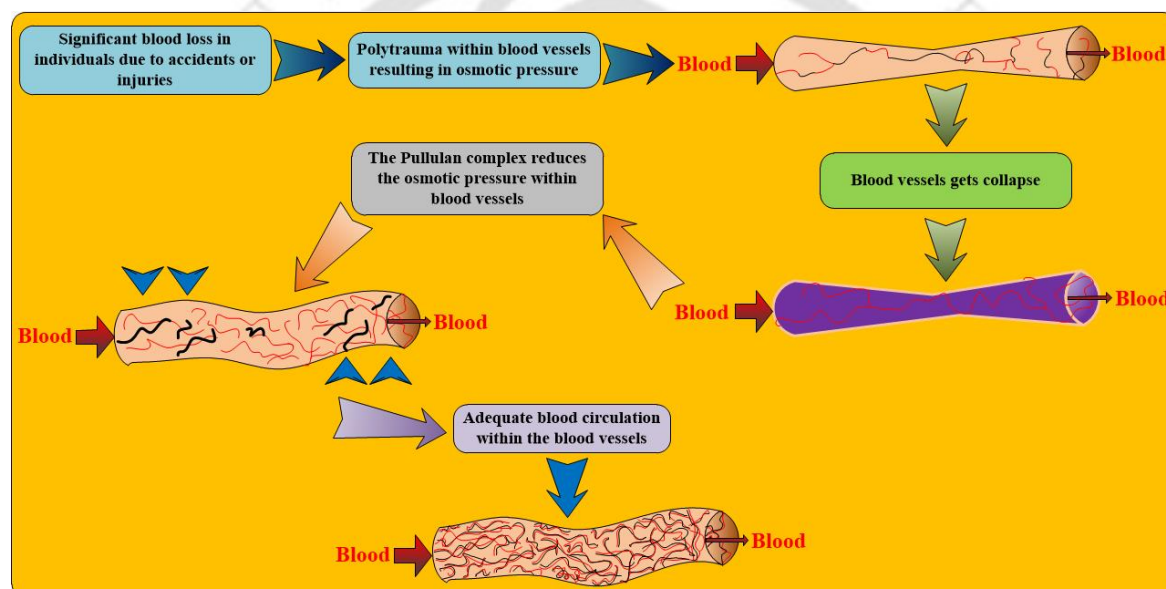 Significant blood loss in
individuals due to accidents or
injuries
Polytrauma within blood vessels
resulting in osmotic pressure
Blood
Blood
Blood vessels gets collapse
Blood
Blood
The Pullulan complex reduces
the osmotic pressure within
blood vessels
Blood
Blood
Adequate blood circulation
within the blood vessels
Blood
Blood